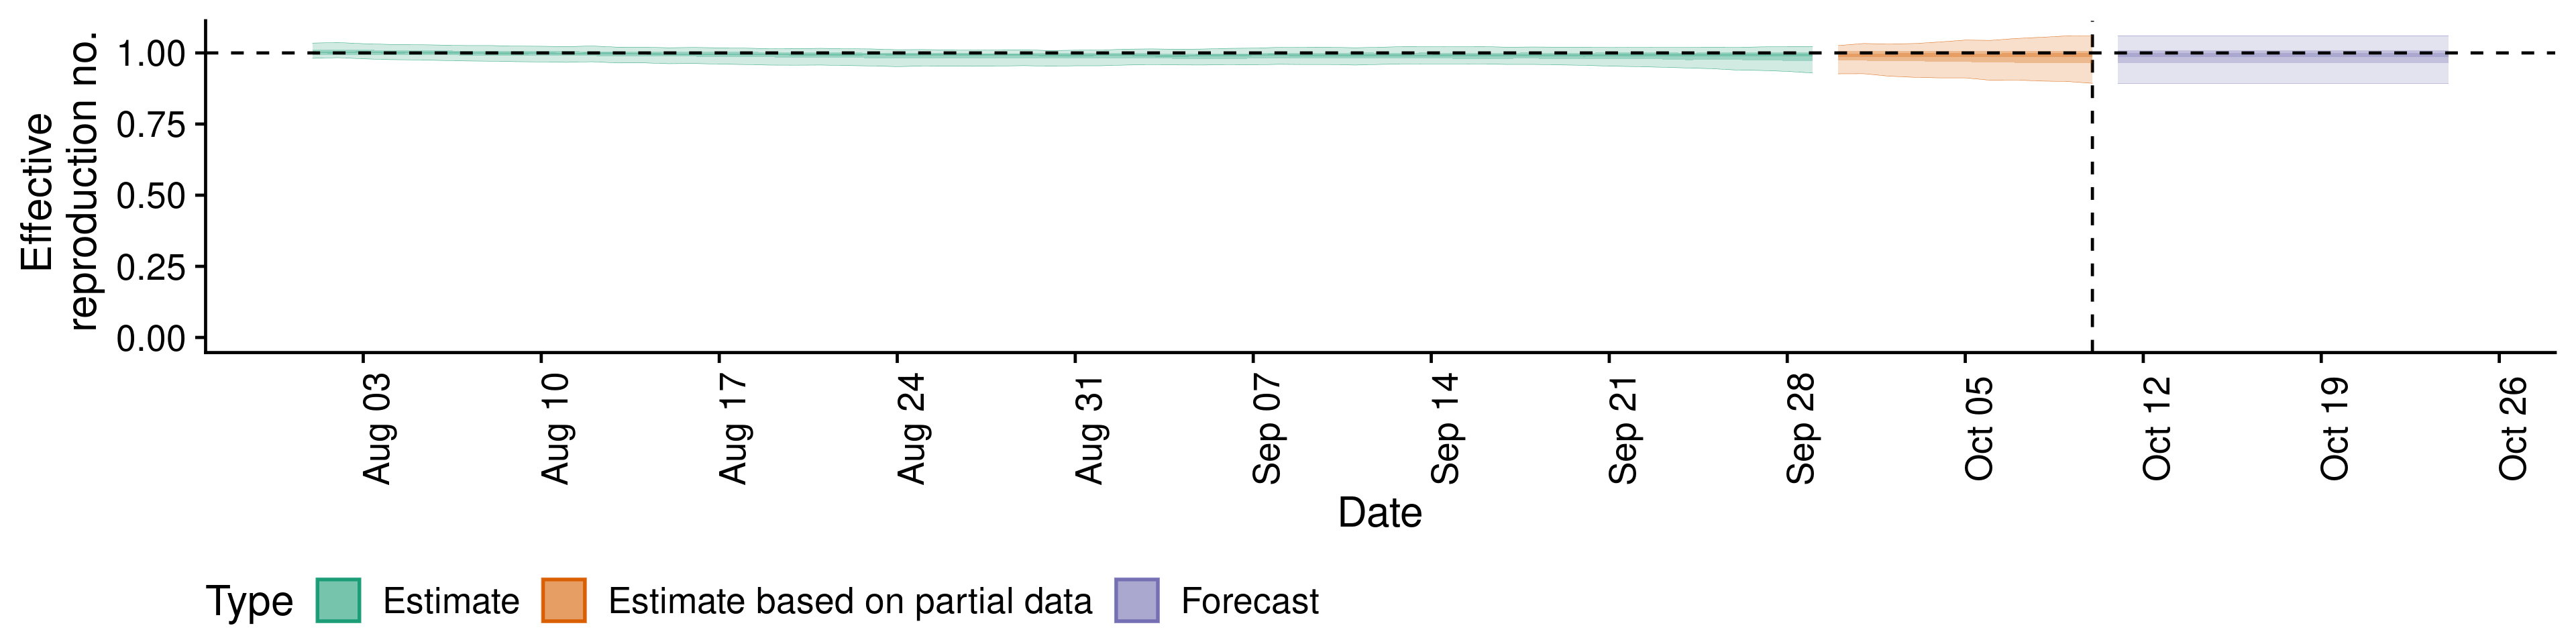 Effective
reproduction no.
1.00
0.75
0.50
0.25
0.00
Aug 03
Aug 10
Aug 17
Aug 24
Aug 31
Sep 07
Sep 14
Sep 21
Sep 28
Oct 05
Oct 12
Oct 19
Oct 26
Date
Type Estimate Estimate based on partial data Forecast